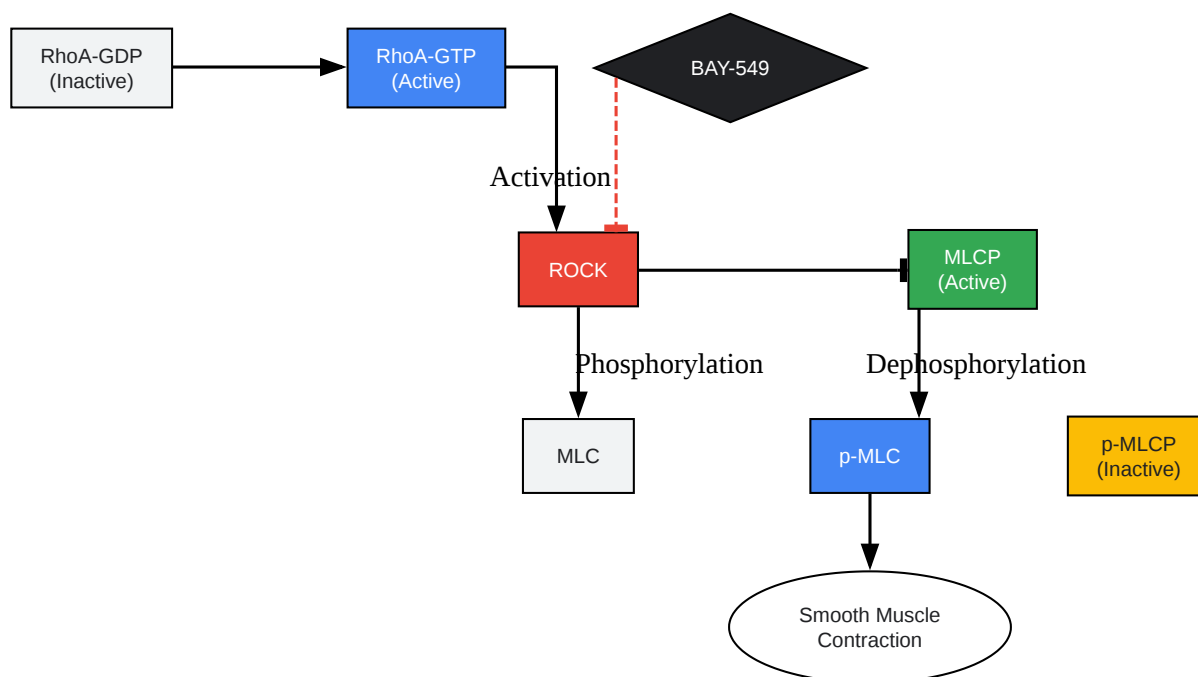 RhoA-GDP
(Inactive)
RhoA-GTP
(Active)
BAY-549
Activation
ROCK
MLCP
(Active)
Phosphorylation
Dephosphorylation
MLC
p-MLC
p-MLCP
(Inactive)
Smooth Muscle
Contraction